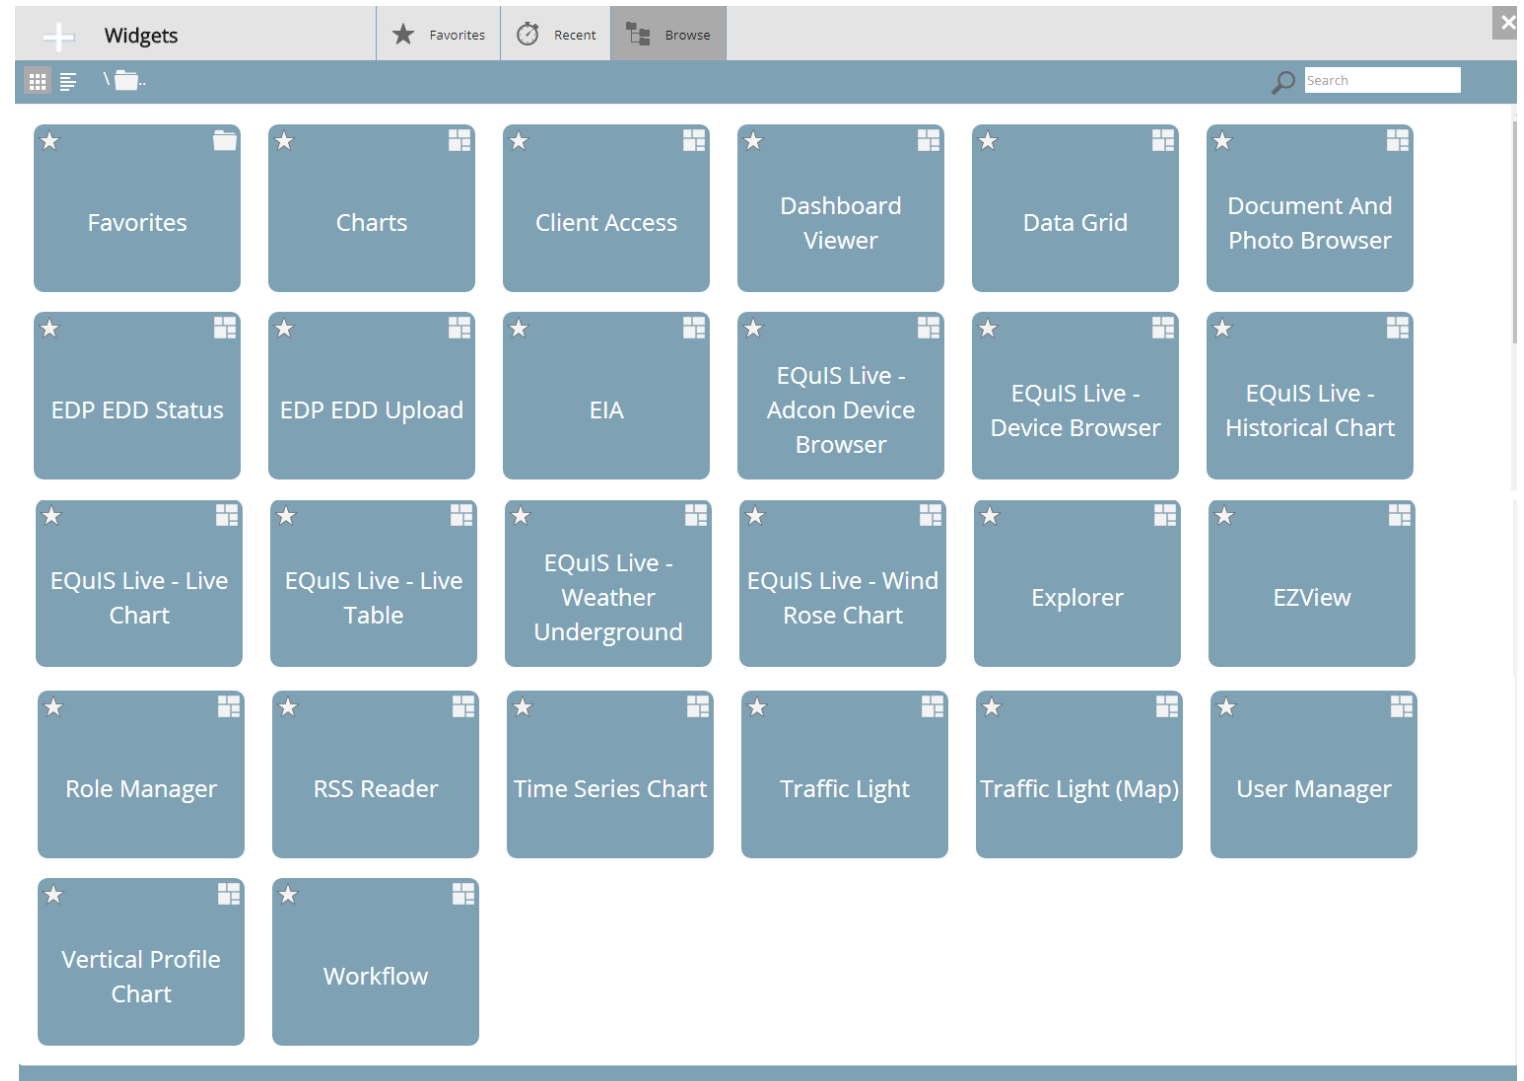 Widgets
Favorites
Recent
Browse
\ ..
Search
Favorites
Charts
Client Access
Dashboard
Viewer
Data Grid
Document And
Photo Browser
EDP EDD Status
EDP EDD Upload
EIA
EQuIS Live -
Adcon Device
Browser
EQuIS Live -
Device Browser
EQuIS Live -
Historical Chart
EQuIS Live - Live
Chart
EQuIS Live - Live
Table
EQuIS Live -
Weather
Underground
EQuIS Live - Wind
Rose Chart
Explorer
EZView
Role Manager
RSS Reader
Time Series Chart
Traffic Light
Traffic Light (Map)
User Manager
Vertical Profile
Chart
Workflow